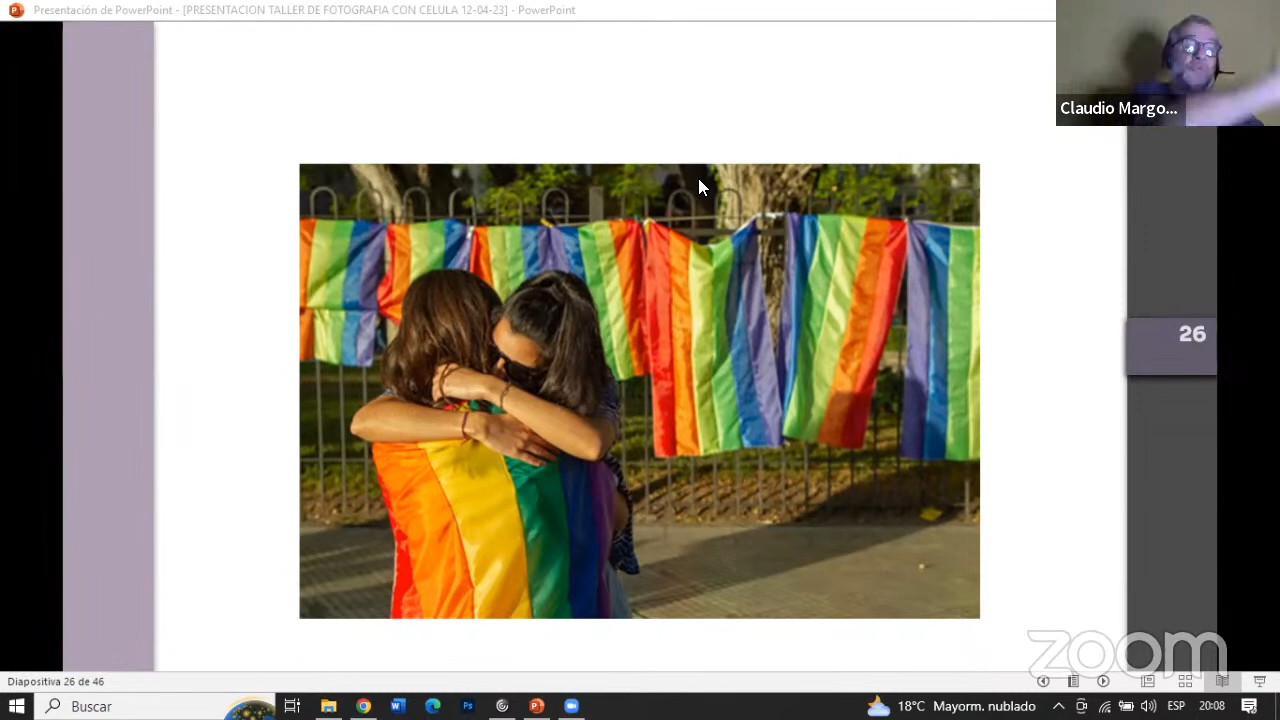 Presentación de PowerPoint - [PRESENTACION TALLER DE FOTOGRAFIA CON CELULA 12-04-23] - PowerPoint
Claudio Margo...
26
zoom
Diapositiva 26 de 46
Buscar
18°C Mayorm. nublado
ESP
20:08